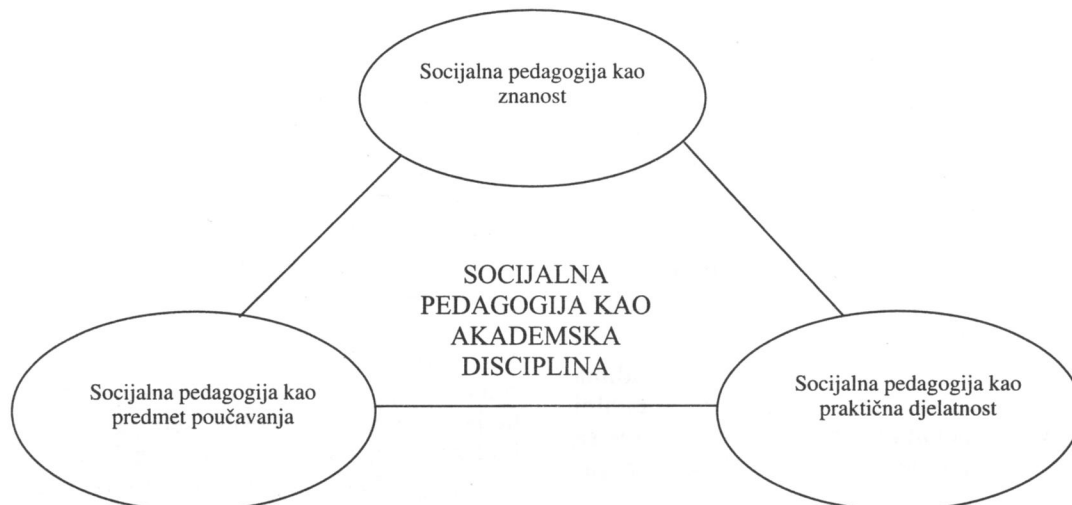 Socijalna pedagogija kao
znanost
SOCIJALNA
PEDAGOGIJA KAO
AKADEMSKA
DISCIPLINA
Socijalna pedagogija kao
predmet poučavanja
Socijalna pedagogija kao
praktična djelatnost